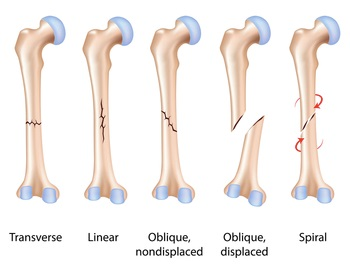 Transverse
Linear
Oblique,
nondisplaced
Oblique,
displaced
Spiral